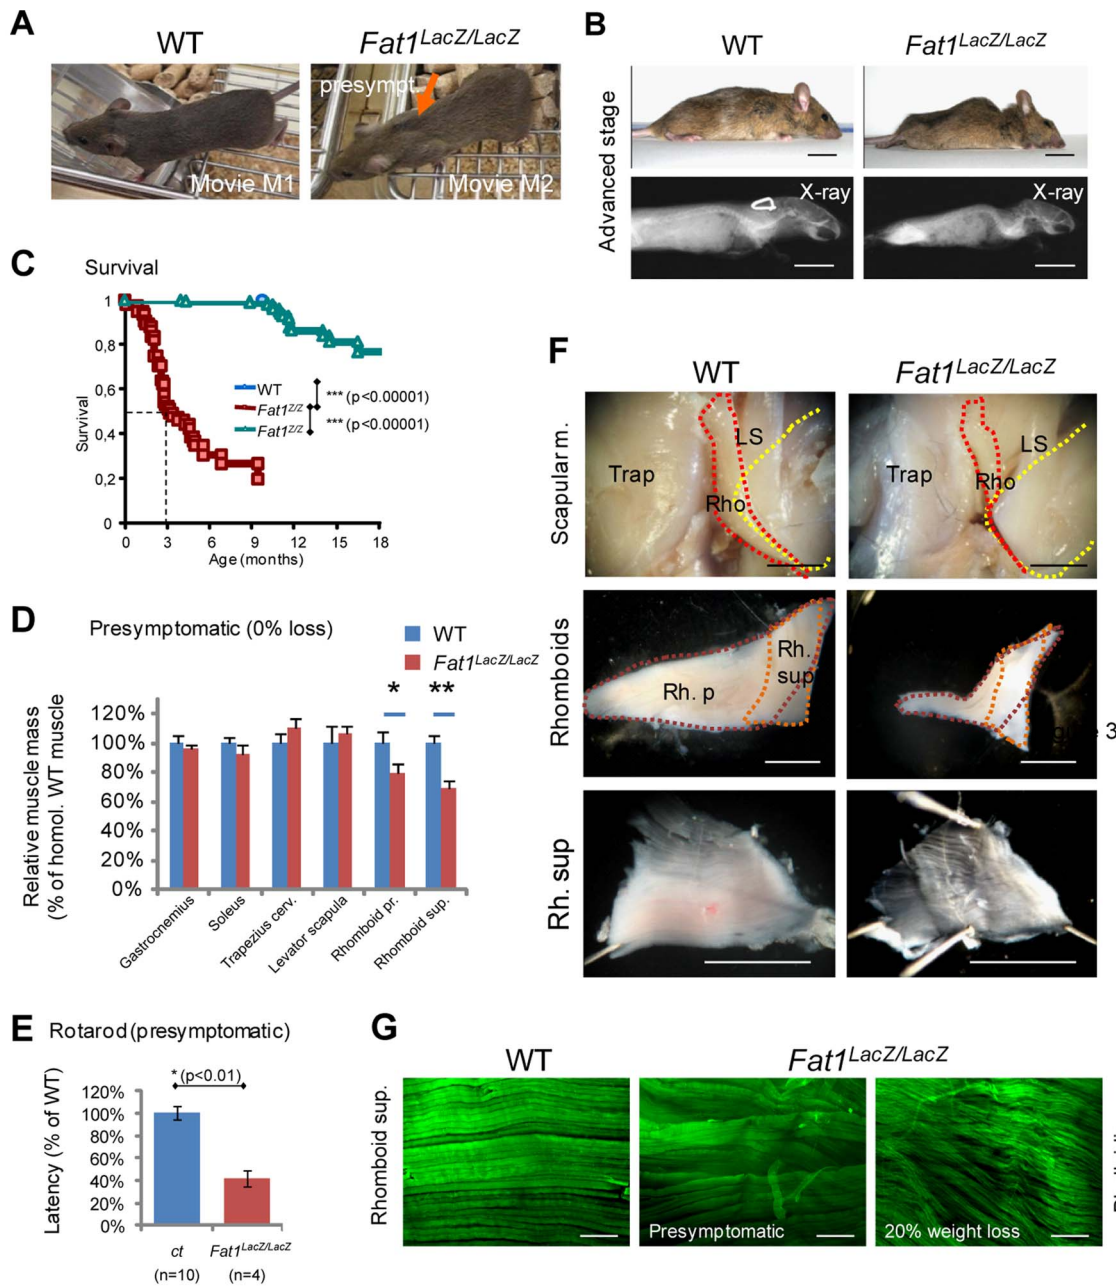 A
WT
Fat1LacZ/LacZ
presympt.
Movie M1
Movie M2
B
WT
Fat1LacZ/LacZ
Advanced stage
X-ray
X-ray
C
Survival
1
0,8
0,6
0,4
0,2
0
Survival
0 3 6 9 12 15 18
Age (months)
WT
Fat1Z/Z
Fat1Z/Z
*** (p<0.00001)
*** (p<0.00001)
D
Presymptomatic (0% loss)
WT
Fat1LacZ/LacZ
* **
Relative muscle mass
(% of homol. WT muscle
120%
100%
80%
60%
40%
20%
0%
Gastrocnemius
Soleus
Trapezius cerv.
Levator scapula
Rhomboid pr.
Rhomboid sup.
E
Rotarod (presymptomatic)
* (p<0.01)
Latency (% of WT)
120%
100%
80%
60%
40%
20%
0%
ct Fat1LacZ/LacZ
(n=10) (n=4)
F
WT
Fat1LacZ/LacZ
Scapular m.
Trap
Rho
LS
Trap
Rho
LS
Rhomboids
Rh. p
Rh.
sup
3
Rh. sup
G
WT
Fat1LacZ/LacZ
Rhomboid sup.
Presymptomatic
20% weight loss